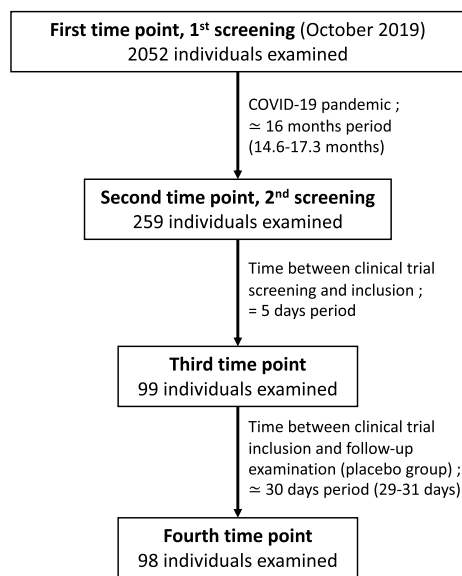 First time point, 1st screening (October 2019)
2052 individuals examined
COVID-19 pandemic ;
≃ 16 months period
(14.6-17.3 months)
Second time point, 2nd screening
259 individuals examined
Time between clinical trial
screening and inclusion ;
= 5 days period
Third time point
99 individuals examined
Time between clinical trial
inclusion and follow-up
examination (placebo group) ;
≃ 30 days period (29-31 days)
Fourth time point
98 individuals examined